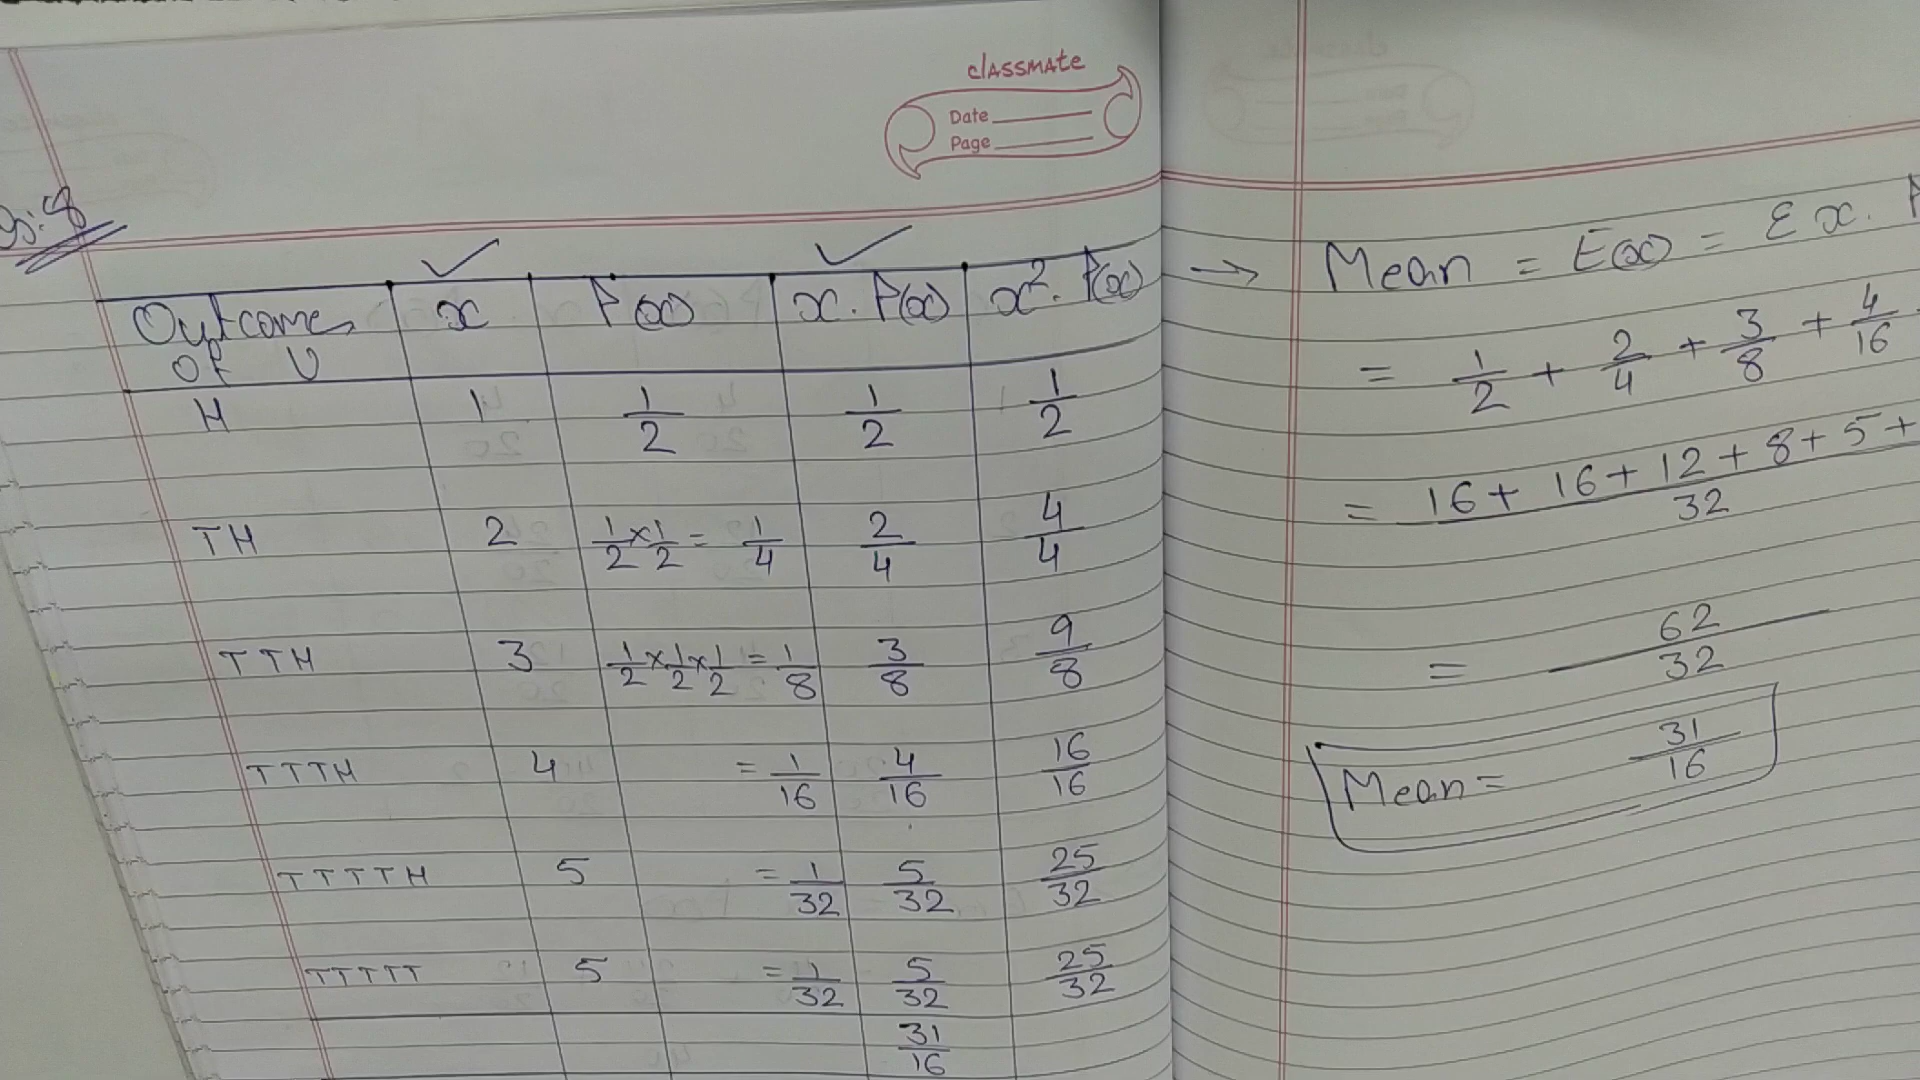 classmate
Date
Page
Outcomes of U | x | P(x) | x. P(x) | x². P(x)
H | 1 | 1/2 | 1/2 | 1/2
TH | 2 | 1/2 × 1/2 = 1/4 | 2/4 | 4/4
TTH | 3 | 1/2 × 1/2 × 1/2 = 1/8 | 3/8 | 9/8
TTTH | 4 | = 1/16 | 4/16 | 16/16
TTTTH | 5 | = 1/32 | 5/32 | 25/32
TTTTT | 5 | = 1/32 | 5/32 | 25/32
31/16
→ Mean = E(x) = Σ x.
= 1/2 + 2/4 + 3/8 + 4/16
= 16 + 16 + 12 + 8 + 5 + / 32
= 62/32
Mean = 31/16